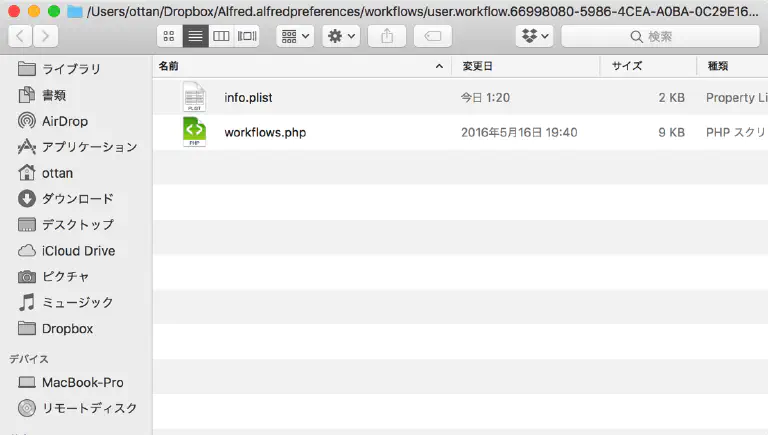 /Users/ottan/Dropbox/Alfred.alfredpreferences/workflows/user.workflow.66998080-5986-4CEA-A0BA-0C29E16...
検索
ライブラリ
書類
AirDrop
アプリケーション
ottan
ダウンロード
デスクトップ
iCloud Drive
ピクチャ
ミュージック
Dropbox
デバイス
MacBook-Pro
リモートディスク
名前 変更日 サイズ 種類
PLIST info.plist 今日 1:20 2 KB Property Li
PHP workflows.php 2016年5月16日 19:40 9 KB PHP スクリ